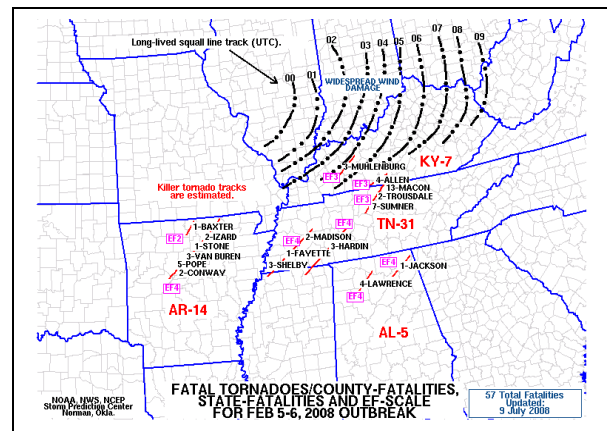 Long-lived squall line track (UTC).
00
01
02
03
04
05
06
07
08
09
WIDESPREAD WIND
DAMAGE
Killer tornado tracks
are estimated.
KY-7
EF3
3-MUHLENBURG
EF3
4-ALLEN
13-MACON
EF3
2-TROUSDALE
7-SUMNER
TN-31
EF4
EF4
2-MADISON
3-HARDIN
1-FAYETTE
3-SHELBY
1-BAXTER
EF2
2-IZARD
1-STONE
3-VAN BUREN
5-POPE
2-CONWAY
EF4
AR-14
EF4
1-JACKSON
4-LAWRENCE
EF4
AL-5
FATAL TORNADOES/COUNTY-FATALITIES,
STATE-FATALITIES AND EF-SCALE
FOR FEB 5-6, 2008 OUTBREAK
NOAA, NWS, NCEP
Storm Prediction Center
Norman, Okla.
57 Total Fatalities
Updated:
9 July 2008